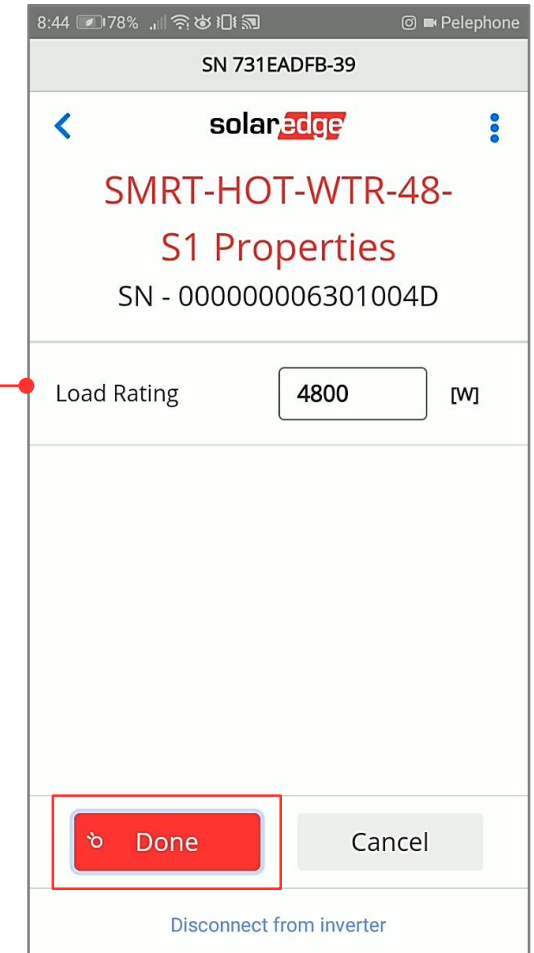 8:44 78% Pelephone
SN 731EADFB-39
solaredge
SMRT-HOT-WTR-48-
S1 Properties
SN - 000000006301004D
Load Rating 4800 [W]
Done Cancel
Disconnect from inverter